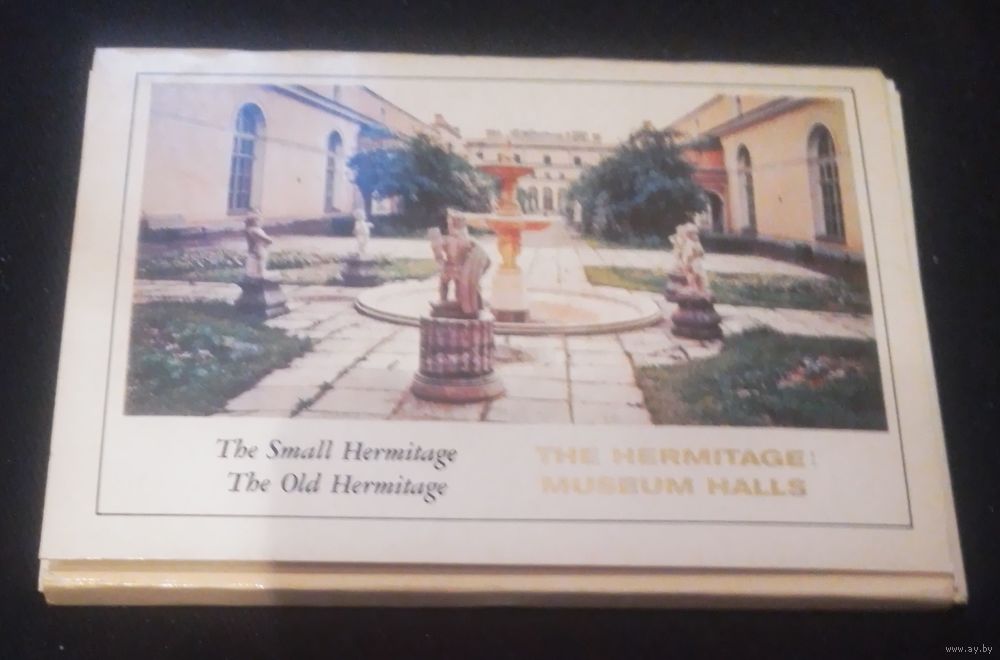 The Small Hermitage
The Old Hermitage
THE HERMITAGE:
MUSEUM HALLS
www.ay.by